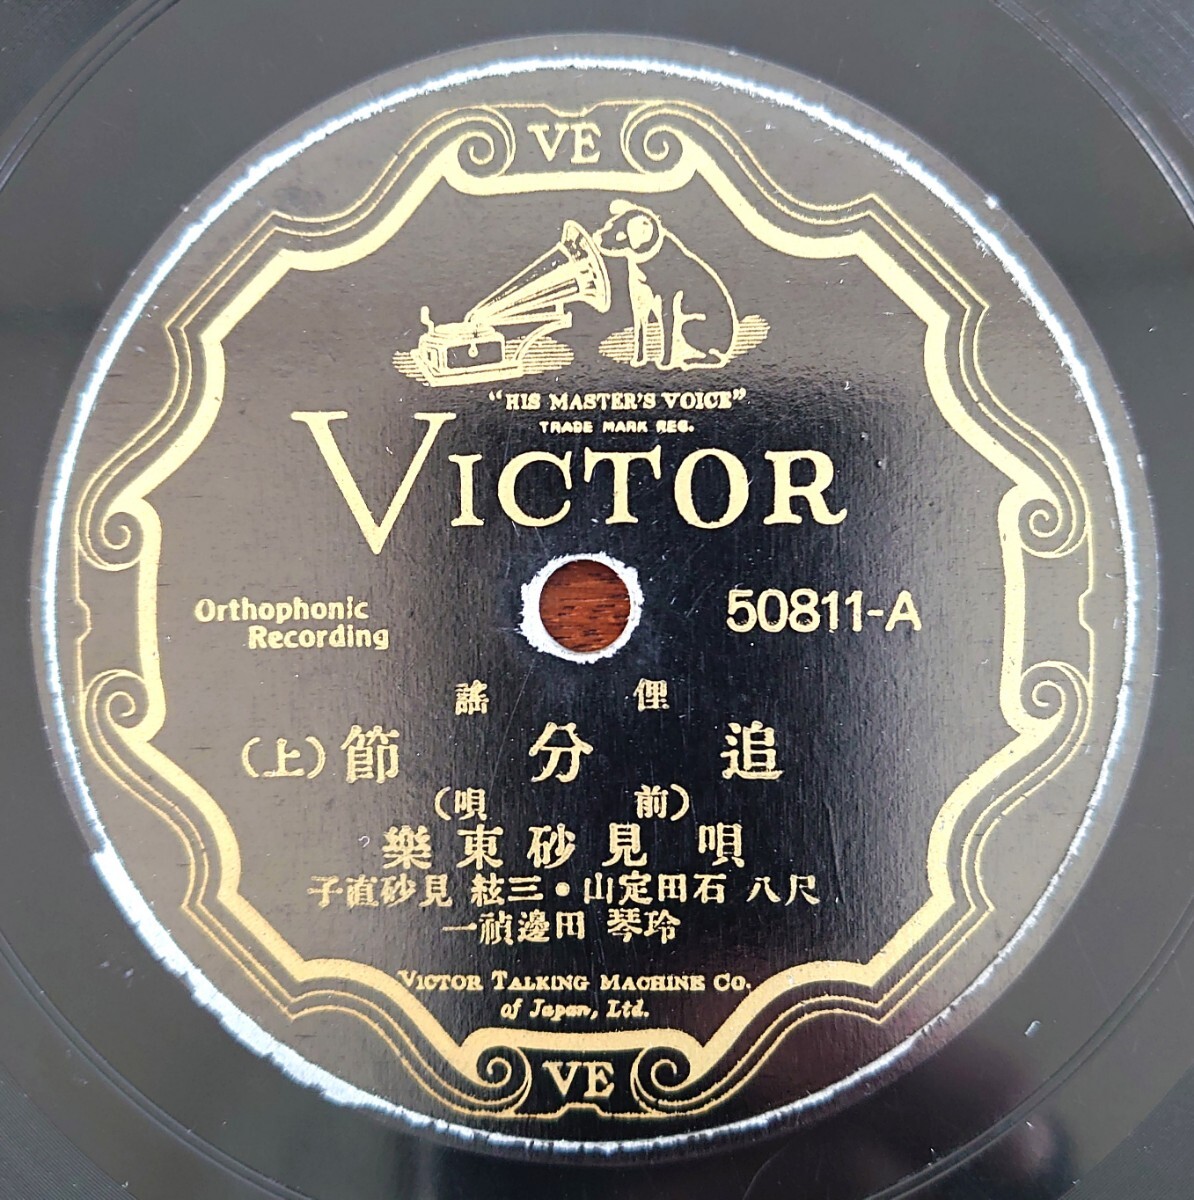 VE
"HIS MASTER'S VOICE"
TRADE MARK REG.
VICTOR
Orthophonic
Recording
50811-A
俚謠
追分節(上)
(前唄)
唄 見砂東樂
尺八 石田定山・三絃 見砂直子
玲琴 田邊禎一
VICTOR TALKING MACHINE CO.
of Japan, Ltd.
VE